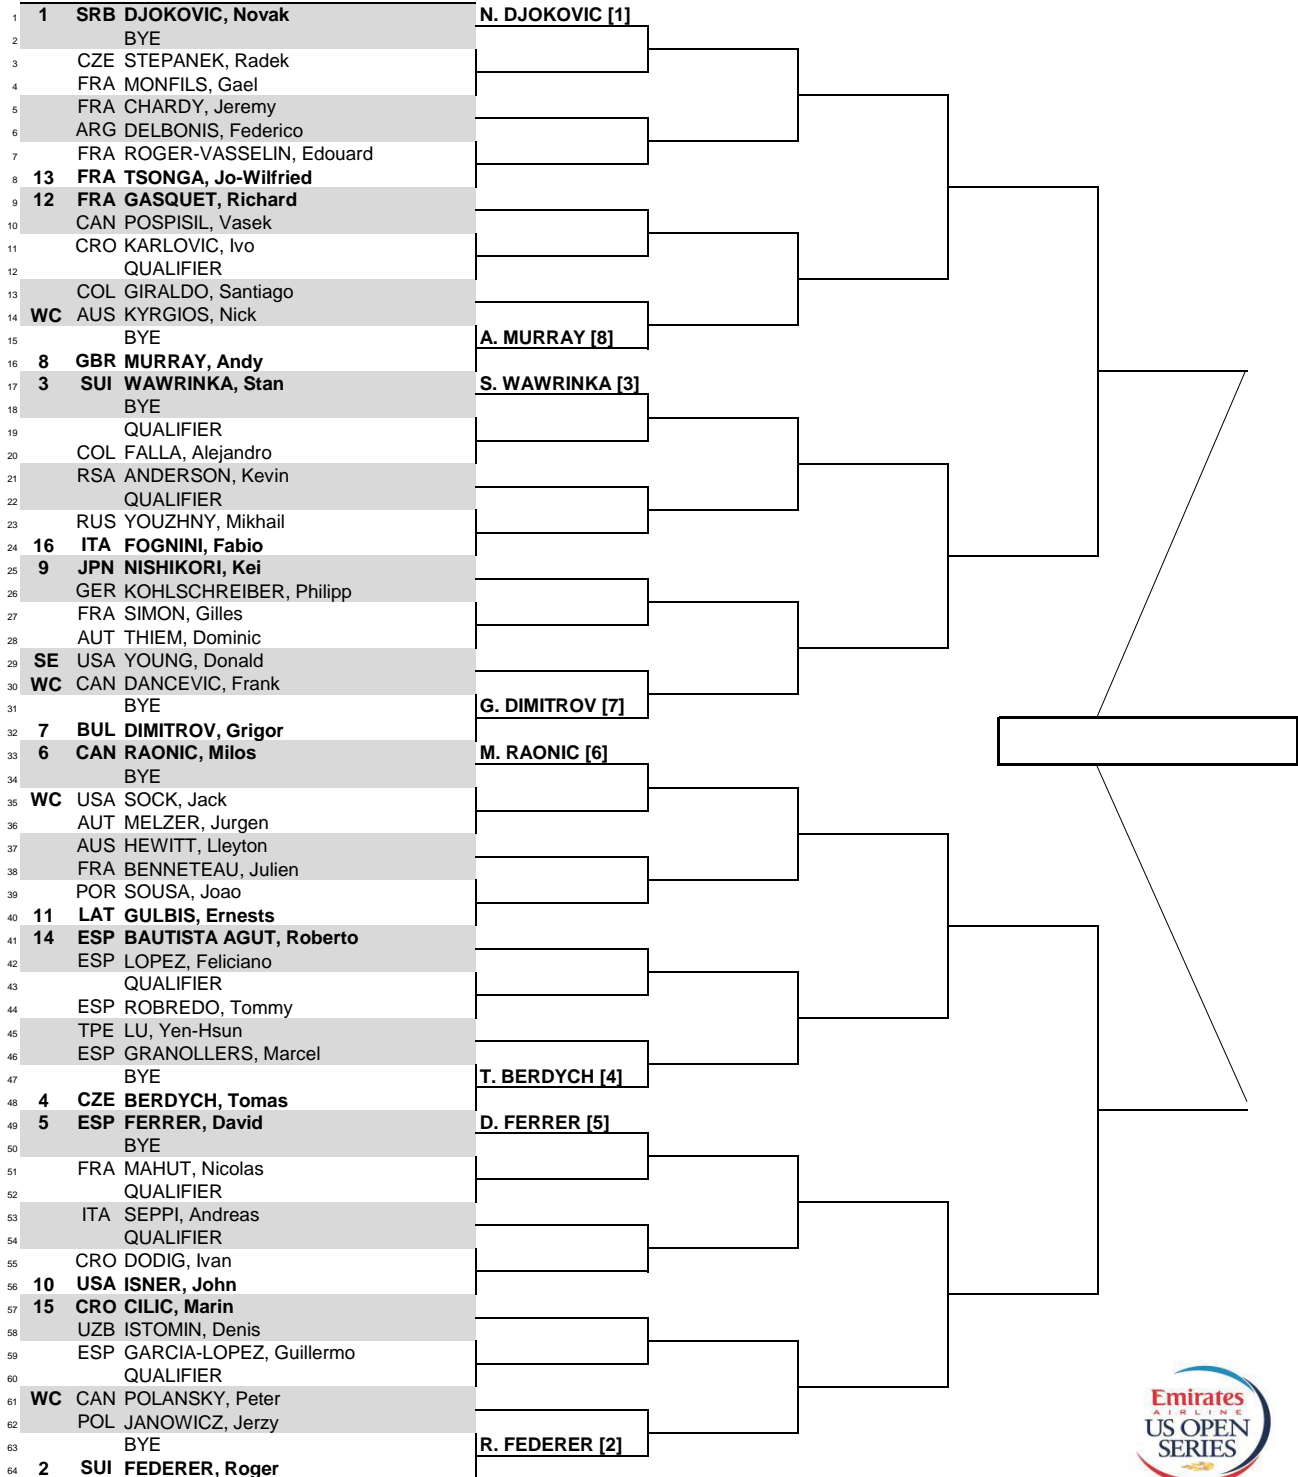 1 1 SRB DJOKOVIC, Novak N. DJOKOVIC [1]
2 BYE
3 CZE STEPANEK, Radek
4 FRA MONFILS, Gael
5 FRA CHARDY, Jeremy
6 ARG DELBONIS, Federico
7 FRA ROGER-VASSELIN, Edouard
8 13 FRA TSONGA, Jo-Wilfried
9 12 FRA GASQUET, Richard
10 CAN POSPISIL, Vasek
11 CRO KARLOVIC, Ivo
12 QUALIFIER
13 COL GIRALDO, Santiago
14 WC AUS KYRGIOS, Nick
15 BYE A. MURRAY [8]
16 8 GBR MURRAY, Andy
17 3 SUI WAWRINKA, Stan S. WAWRINKA [3]
18 BYE
19 QUALIFIER
20 COL FALLA, Alejandro
21 RSA ANDERSON, Kevin
22 QUALIFIER
23 RUS YOUZHNY, Mikhail
24 16 ITA FOGNINI, Fabio
25 9 JPN NISHIKORI, Kei
26 GER KOHLSCHREIBER, Philipp
27 FRA SIMON, Gilles
28 AUT THIEM, Dominic
29 SE USA YOUNG, Donald
30 WC CAN DANCEVIC, Frank
31 BYE G. DIMITROV [7]
32 7 BUL DIMITROV, Grigor
33 6 CAN RAONIC, Milos M. RAONIC [6]
34 BYE
35 WC USA SOCK, Jack
36 AUT MELZER, Jurgen
37 AUS HEWITT, Lleyton
38 FRA BENNETEAU, Julien
39 POR SOUSA, Joao
40 11 LAT GULBIS, Ernests
41 14 ESP BAUTISTA AGUT, Roberto
42 ESP LOPEZ, Feliciano
43 QUALIFIER
44 ESP ROBREDO, Tommy
45 TPE LU, Yen-Hsun
46 ESP GRANOLLERS, Marcel
47 BYE T. BERDYCH [4]
48 4 CZE BERDYCH, Tomas
49 5 ESP FERRER, David D. FERRER [5]
50 BYE
51 FRA MAHUT, Nicolas
52 QUALIFIER
53 ITA SEPPI, Andreas
54 QUALIFIER
55 CRO DODIG, Ivan
56 10 USA ISNER, John
57 15 CRO CILIC, Marin
58 UZB ISTOMIN, Denis
59 ESP GARCIA-LOPEZ, Guillermo
60 QUALIFIER
61 WC CAN POLANSKY, Peter
62 POL JANOWICZ, Jerzy
63 BYE R. FEDERER [2]
64 2 SUI FEDERER, Roger
Emirates
AIRLINE
US OPEN
SERIES